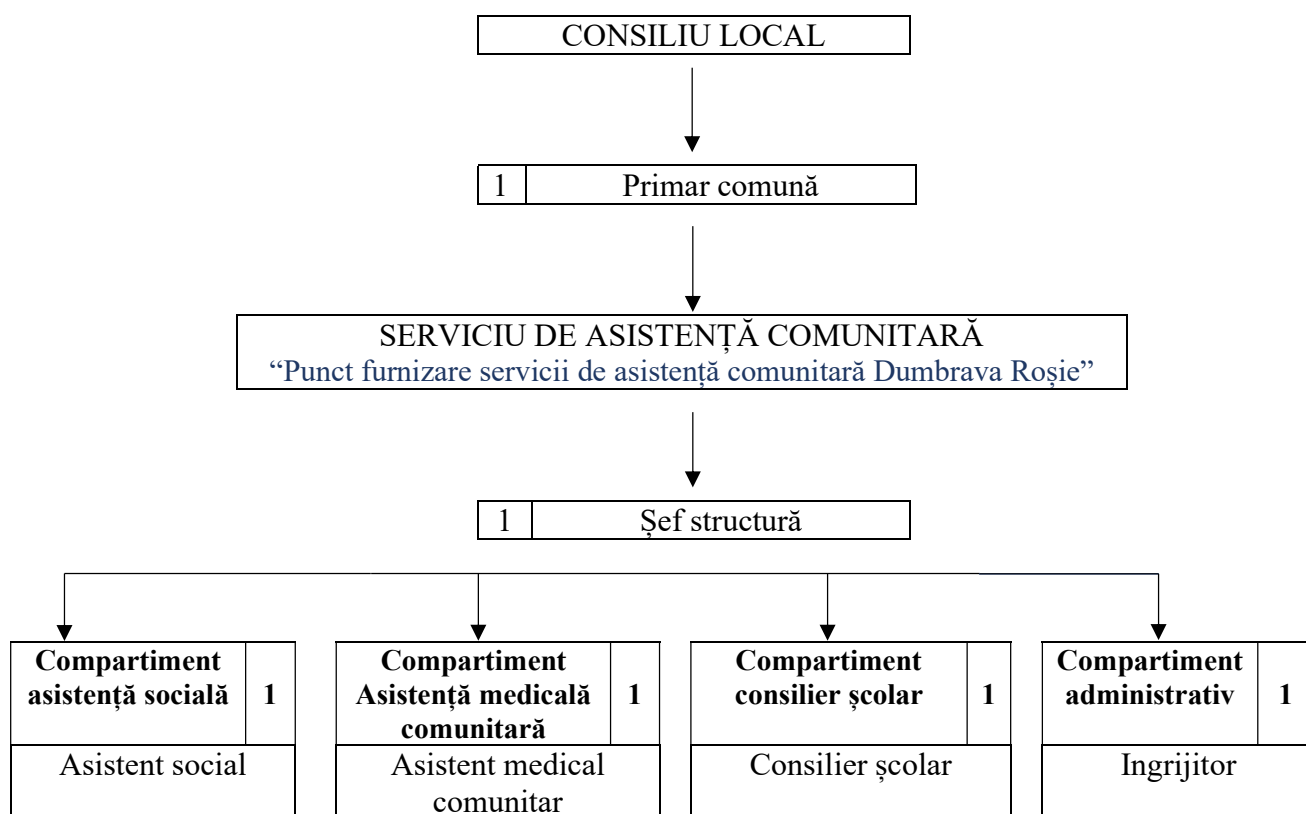 CONSILIU LOCAL
1 Primar comună
SERVICIU DE ASISTENȚĂ COMUNITARĂ
“Punct furnizare servicii de asistență comunitară Dumbrava Roșie”
1 Șef structură
Compartiment
asistență socială 1
Asistent social
Compartiment
Asistență medicală 1
comunitară
Asistent medical
comunitar
Compartiment
consilier școlar 1
Consilier școlar
Compartiment
administrativ 1
Ingrijitor